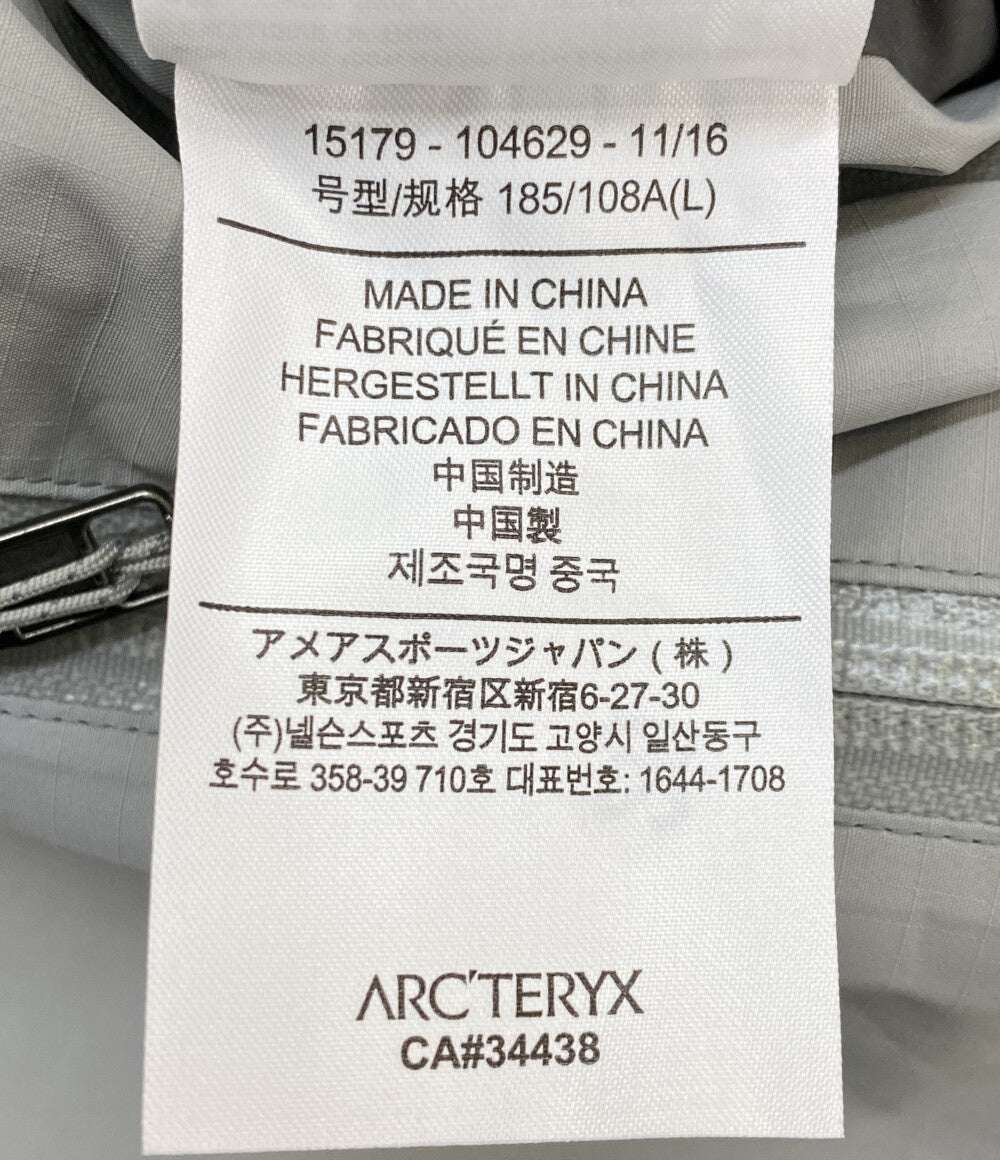 15179 - 104629 - 11/16
号型/规格 185/108A(L)
MADE IN CHINA
FABRIQUÉ EN CHINE
HERGESTELLT IN CHINA
FABRICADO EN CHINA
中国制造
中国製
제조국명 중국
アメアスポーツジャパン ( 株 )
東京都新宿区新宿6-27-30
(주)넬슨스포츠 경기도 고양시 일산동구
호수로 358-39 710호 대표번호: 1644-1708
ARC'TERYX
CA#34438